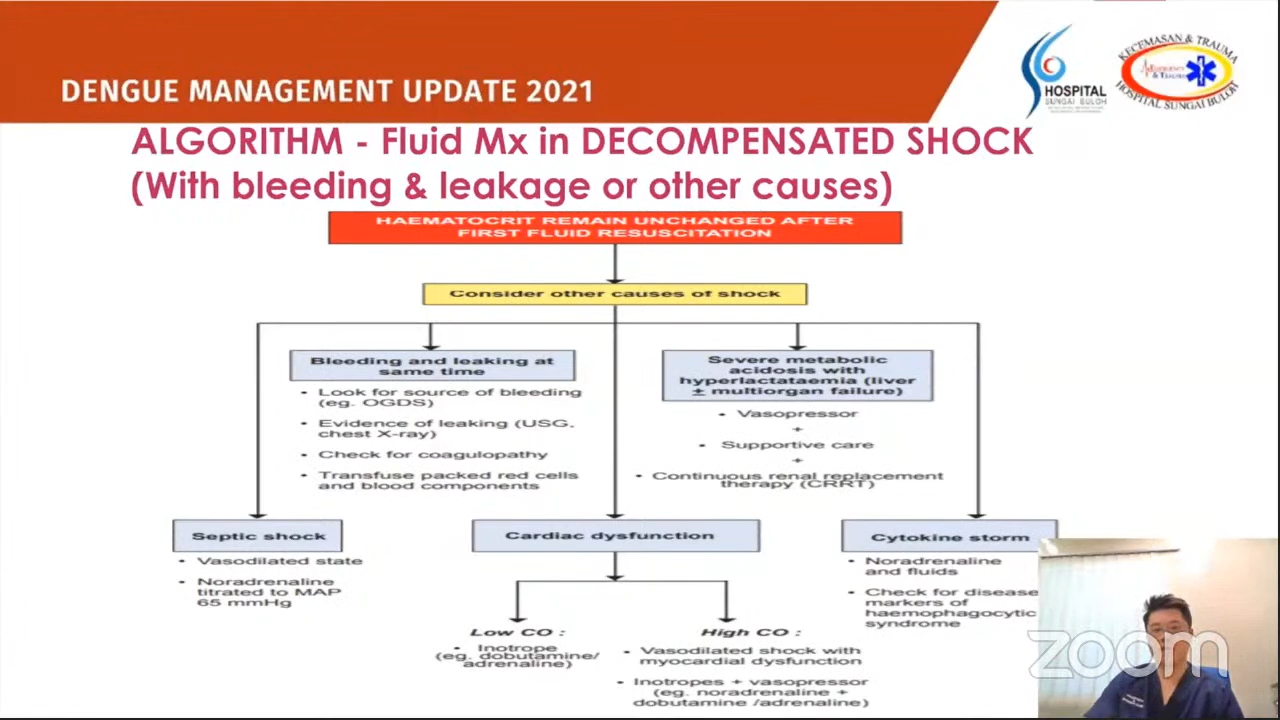 DENGUE MANAGEMENT UPDATE 2021
HOSPITAL
SUNGAI BULOH
KECEMASAN & TRAUMA
EMERGENCY
& TRAUMA
HOSPITAL SUNGAI BULOH
ALGORITHM - Fluid Mx in DECOMPENSATED SHOCK
(With bleeding & leakage or other causes)
HAEMATOCRIT REMAIN UNCHANGED AFTER
FIRST FLUID RESUSCITATION
Consider other causes of shock
Bleeding and leaking at
same time
• Look for source of bleeding
(eg. OGDS)
• Evidence of leaking (USG,
chest X-ray)
• Check for coagulopathy
• Transfuse packed red cells
and blood components
Severe metabolic
acidosis with
hyperlactataemia (liver
± multiorgan failure)
• Vasopressor
+
• Supportive care
+
• Continuous renal replacement
therapy (CRRT)
Septic shock
• Vasodilated state
• Noradrenaline
titrated to MAP
65 mmHg
Cardiac dysfunction
Low CO :
• Inotrope
(eg. dobutamine/
adrenaline)
High CO :
• Vasodilated shock with
myocardial dysfunction
• Inotropes + vasopressor
(eg. noradrenaline +
dobutamine /adrenaline)
Cytokine storm
• Noradrenaline
and fluids
• Check for disease
markers of
haemophagocytic
syndrome
zoom